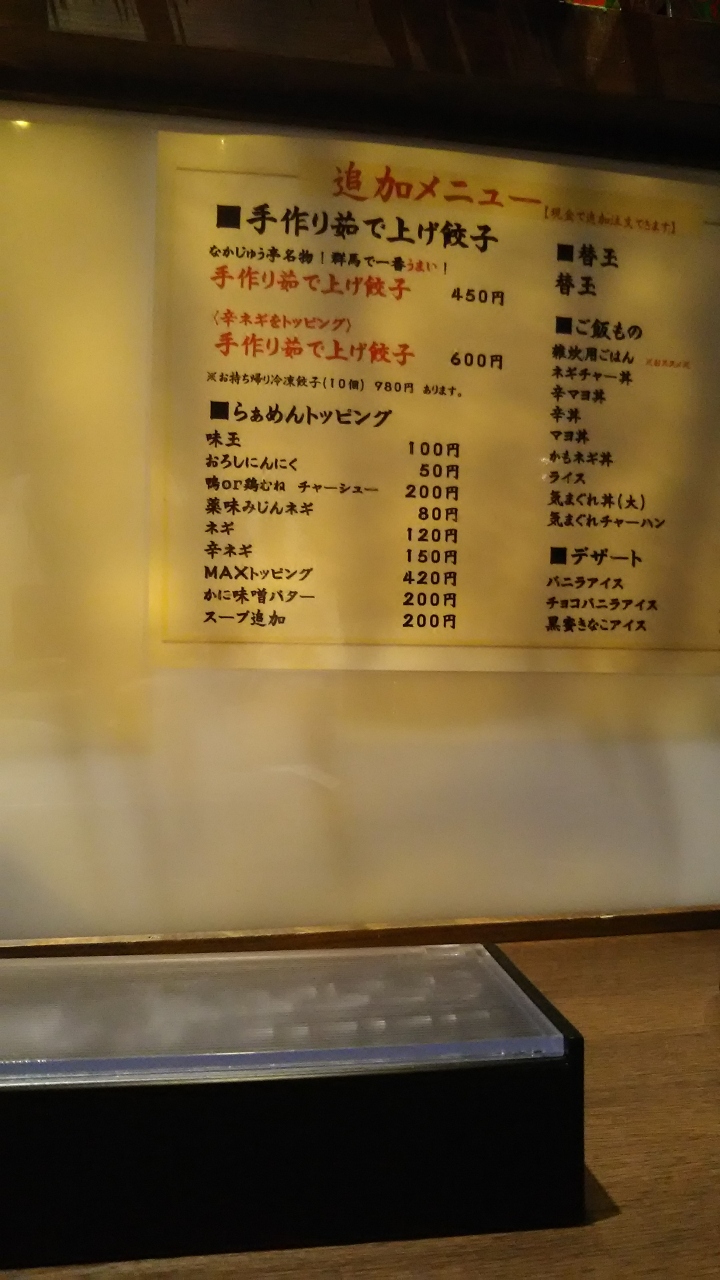 追加メニュー
【現金で追加注文できます】
■手作り茹で上げ餃子
なかじゅう亭名物！群馬で一番うまい！
手作り茹で上げ餃子 450円
〈辛ネギをトッピング〉
手作り茹で上げ餃子 600円
※お持ち帰り冷凍餃子(10個) 980円 あります。
■らぁめんトッピング
味玉 100円
おろしにんにく 50円
鴨or鶏むね チャーシュー 200円
薬味みじんネギ 80円
ネギ 120円
辛ネギ 150円
MAXトッピング 420円
かに味噌バター 200円
スープ追加 200円
■替玉
替玉
■ご飯もの
雑炊用ごはん
ネギチャー丼
辛マヨ丼
辛丼
マヨ丼
かもネギ丼
ライス
気まぐれ丼(大)
気まぐれチャーハン
■デザート
バニラアイス
チョコバニラアイス
黒蜜きなこアイス